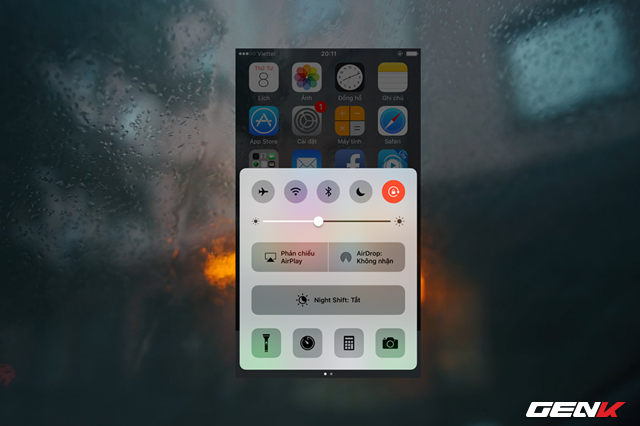 Viettel
20:11
Thứ Tư
8
Lịch
Ảnh
Đồng hồ
Ghi chú
1
App Store
Cài đặt
Máy tính
Safari
Phản chiếu
AirPlay
AirDrop:
Không nhận
Night Shift: Tắt
GENK